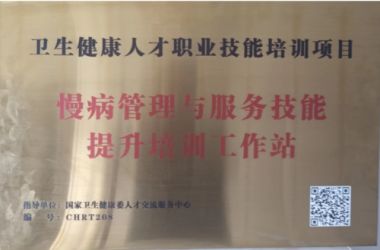 卫生健康人才职业技能培训项目
慢病管理与服务技能
提升培训工作站
指导单位：国家卫生健康委人才交流服务中心
编 号：CHRT208